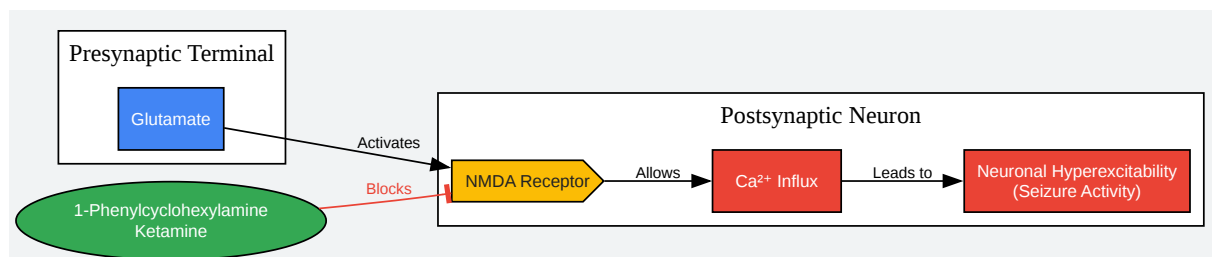 Presynaptic Terminal
Glutamate
Activates
Blocks
1-Phenylcyclohexylamine
Ketamine
Postsynaptic Neuron
NMDA Receptor
Allows
Ca²⁺ Influx
Leads to
Neuronal Hyperexcitability
(Seizure Activity)